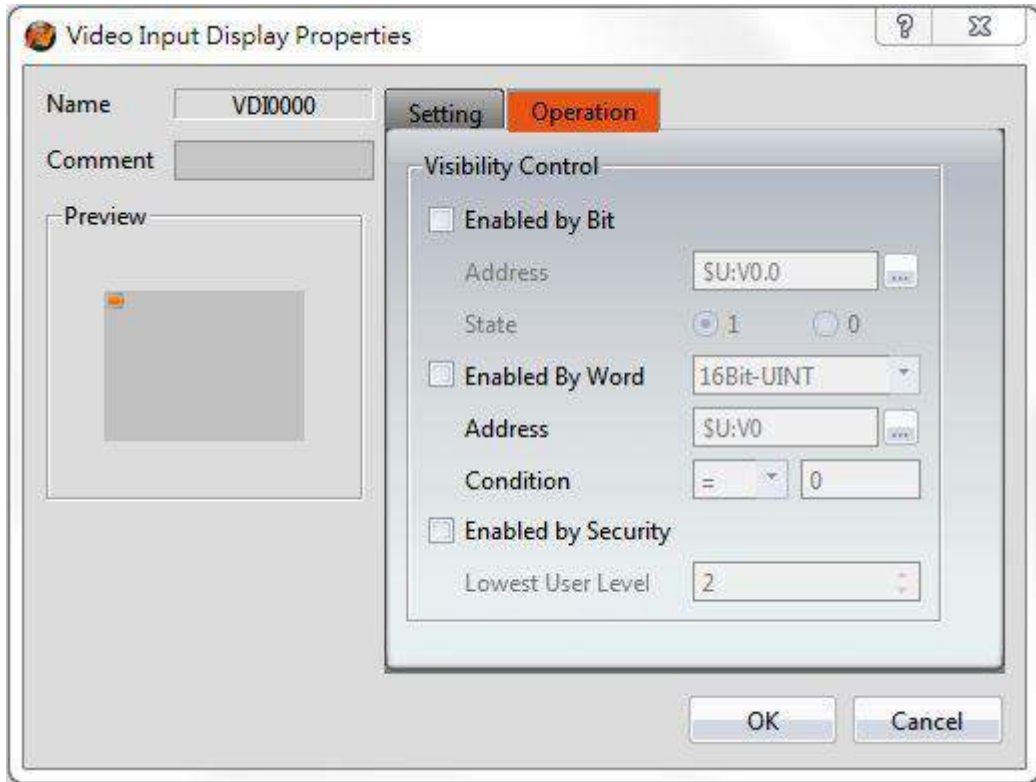 Video Input Display Properties
Name VDI0000
Comment
Preview
Setting Operation
Visibility Control
Enabled by Bit
Address $U:V0.0 ...
State 1 0
Enabled By Word 16Bit-UINT
Address $U:V0 ...
Condition = 0
Enabled by Security
Lowest User Level 2
OK Cancel